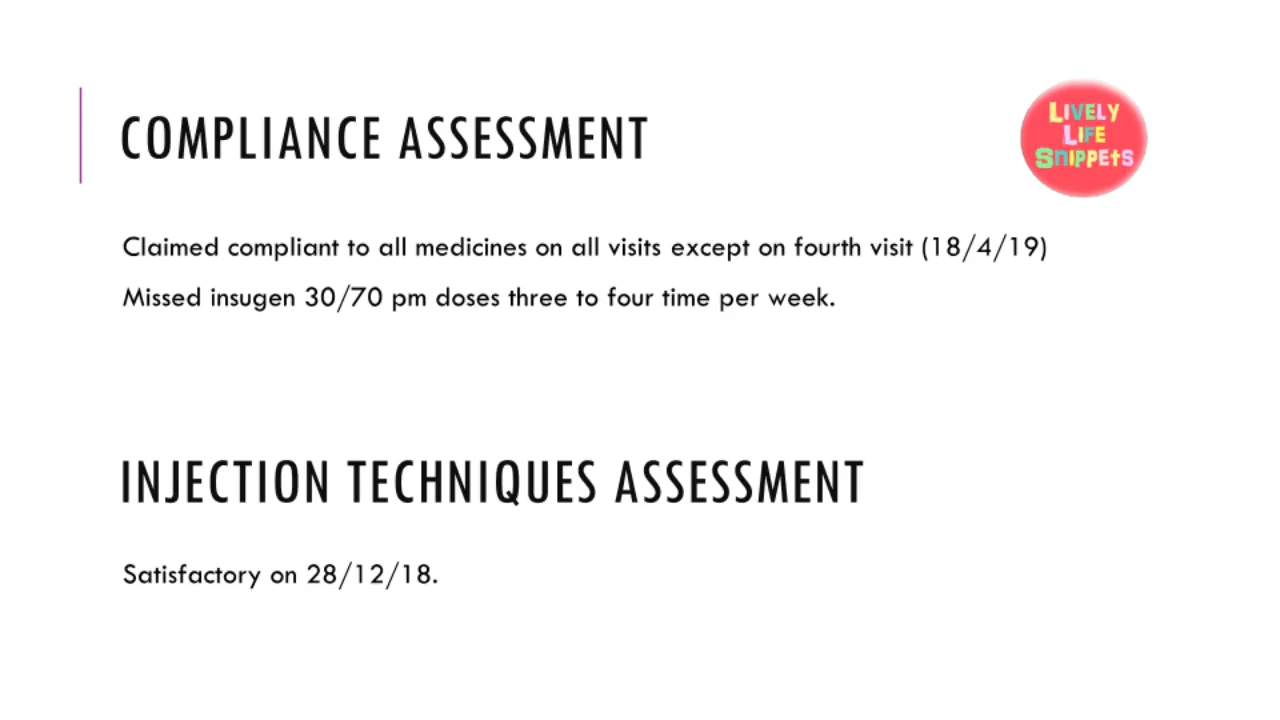 COMPLIANCE ASSESSMENT
LIVELY
LIFE
SNIPPETS
Claimed compliant to all medicines on all visits except on fourth visit (18/4/19)
Missed insugen 30/70 pm doses three to four time per week.
INJECTION TECHNIQUES ASSESSMENT
Satisfactory on 28/12/18.